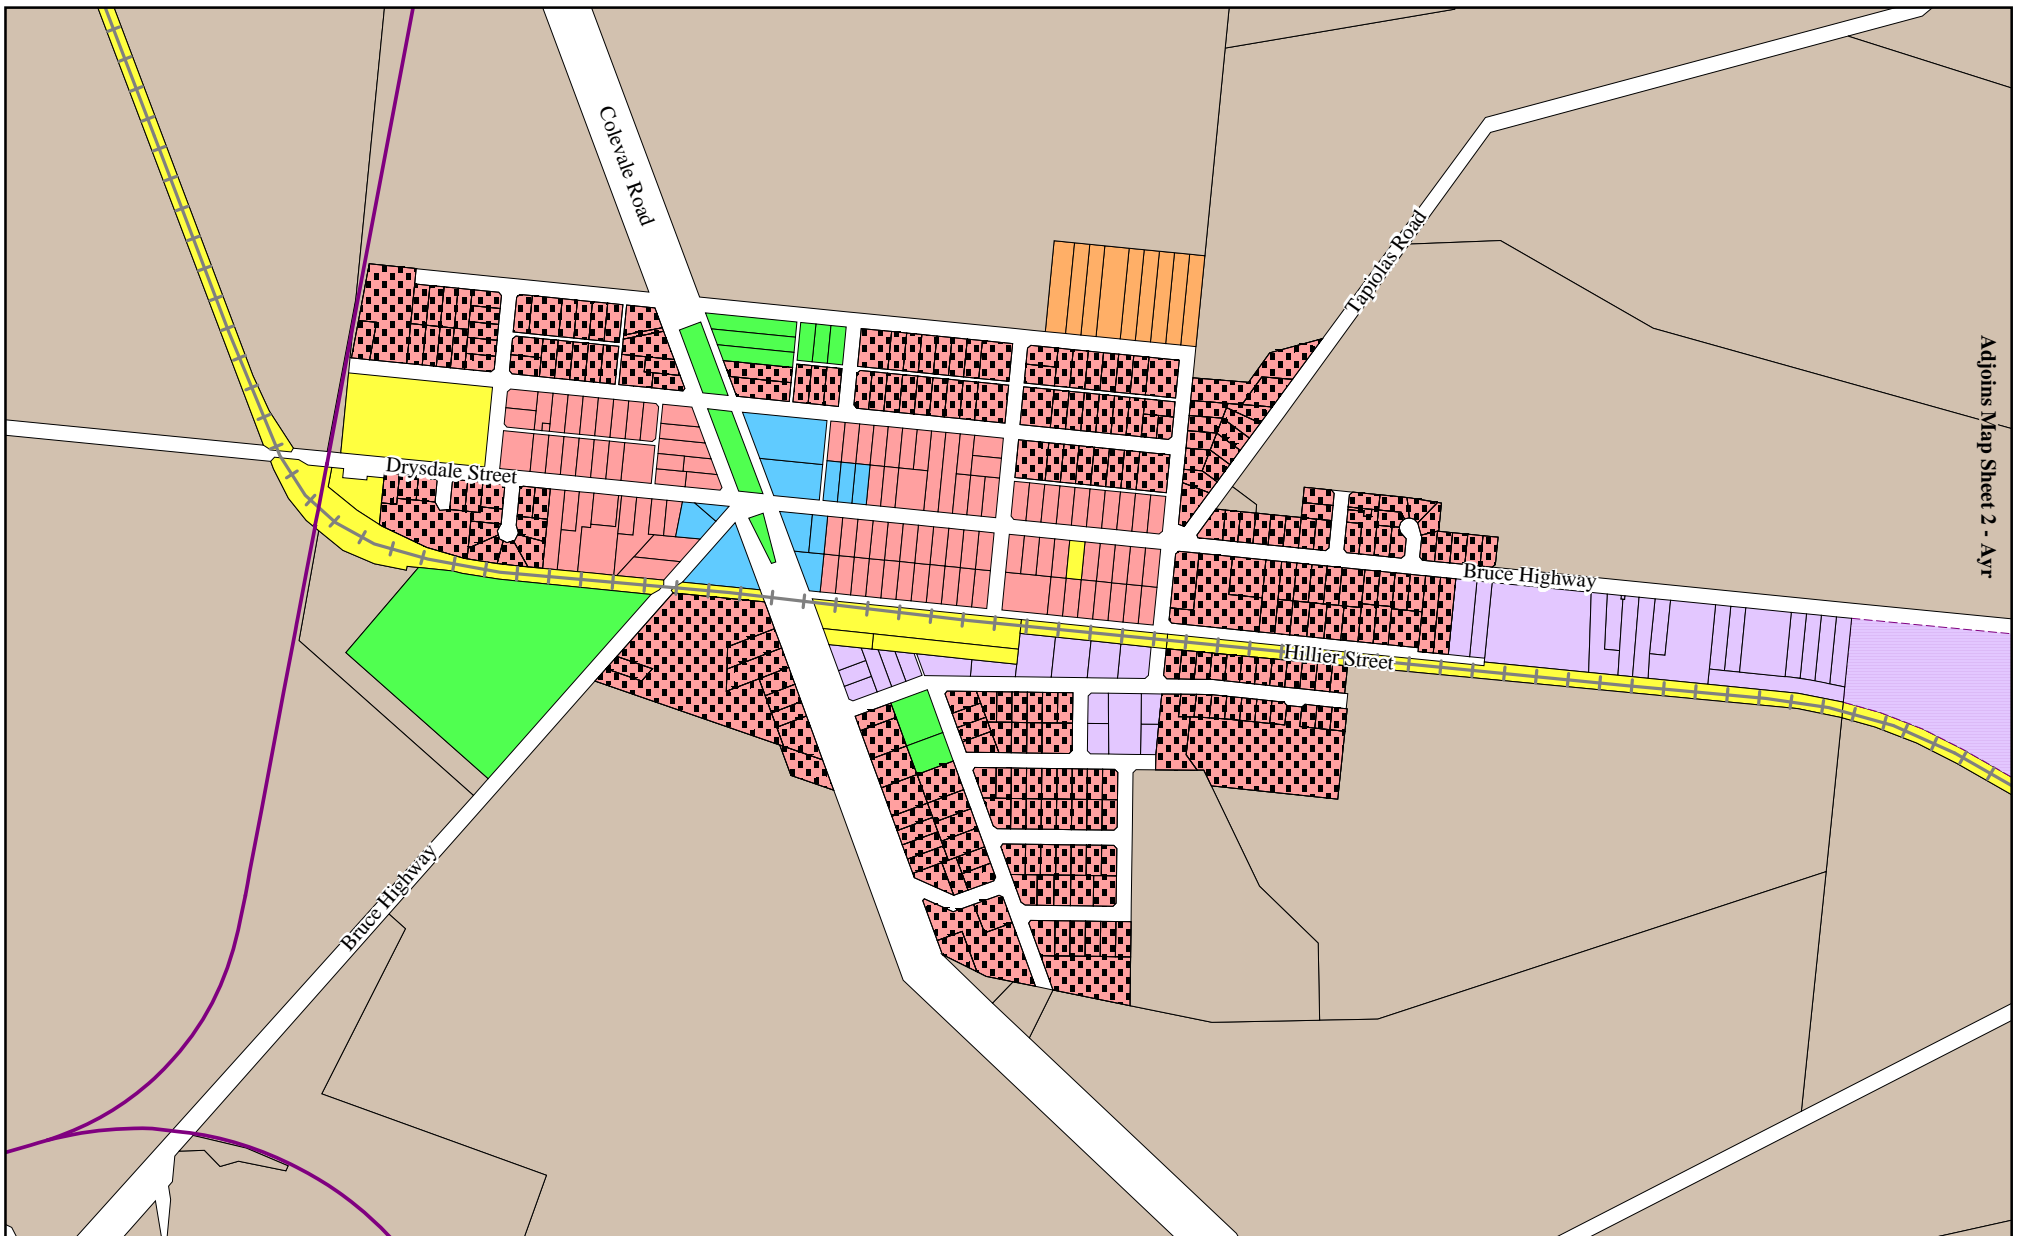 Colevale Road
Tapiolas Road
Adjoins Map Sheet 2 - Ayr
Drysdale Street
Bruce Highway
Hillier Street
Bruce Highway